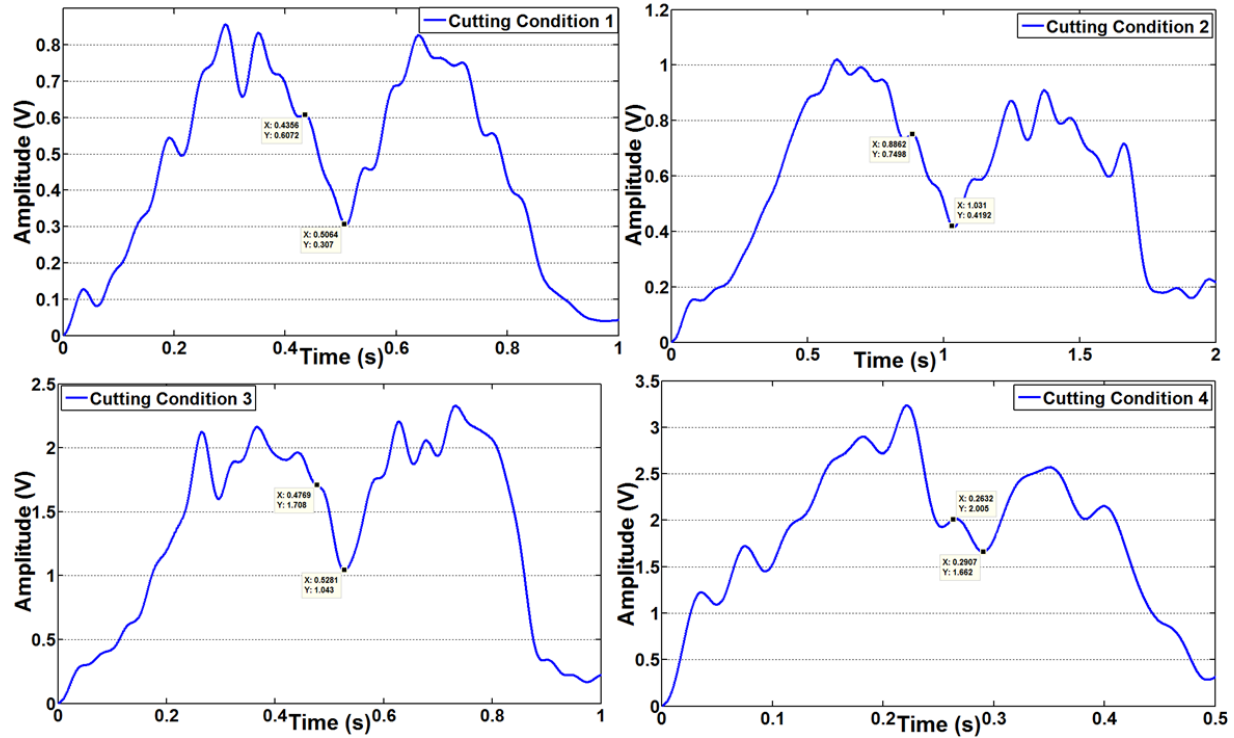 Cutting Condition 1
Amplitude (V)
0.8
0.7
0.6
0.5
0.4
0.3
0.2
0.1
0
X: 0.4356
Y: 0.6072
X: 0.5064
Y: 0.307
0 0.2 0.4 0.6 0.8 1
Time (s)
Cutting Condition 2
Amplitude (V)
1.2
1
0.8
0.6
0.4
0.2
0
X: 0.8862
Y: 0.7498
X: 1.031
Y: 0.4192
0 0.5 1 1.5 2
Time (s)
Cutting Condition 3
Amplitude (V)
2.5
2
1.5
1
0.5
0
X: 0.4769
Y: 1.708
X: 0.5281
Y: 1.043
0 0.2 0.4 0.6 0.8 1
Time (s)
Cutting Condition 4
Amplitude (V)
3.5
3
2.5
2
1.5
1
0.5
0
X: 0.2632
Y: 2.005
X: 0.2907
Y: 1.662
0 0.1 0.2 0.3 0.4 0.5
Time (s)